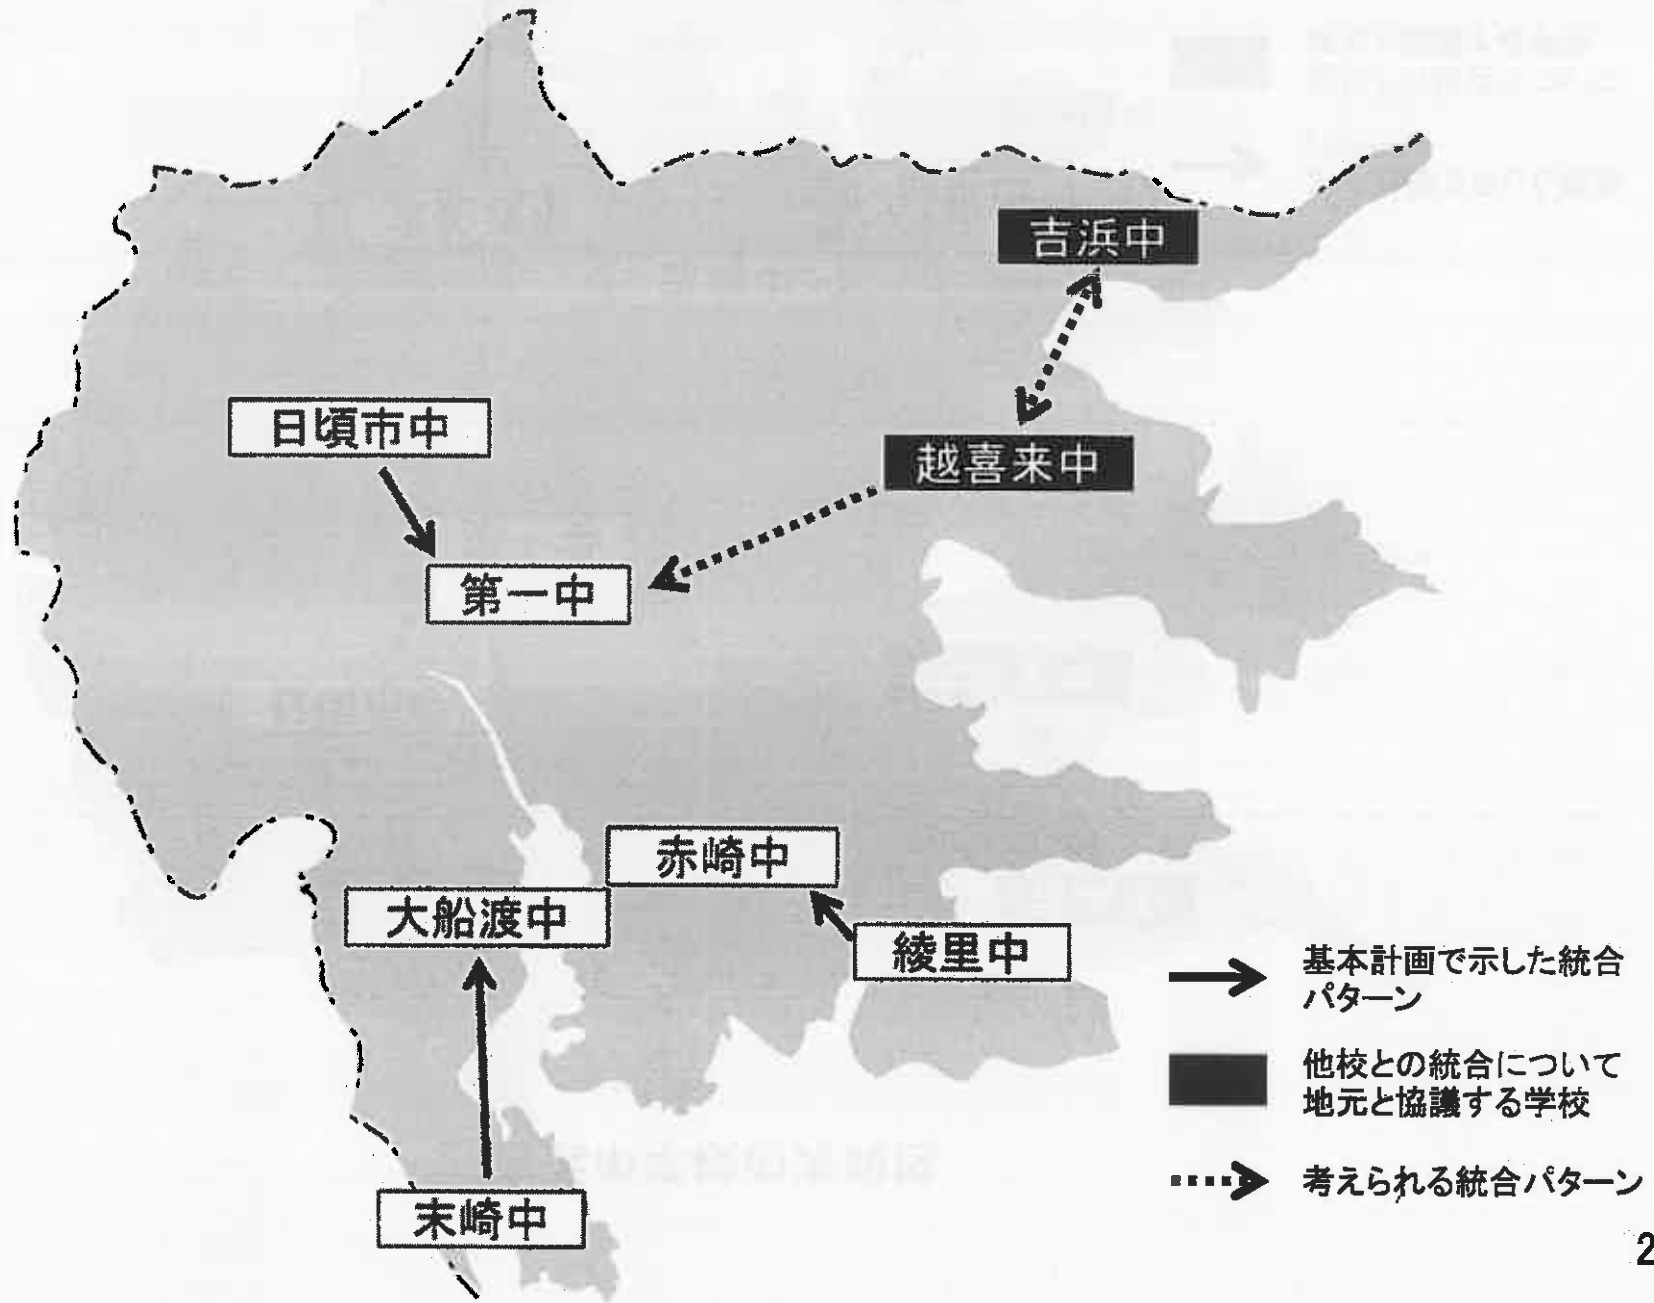 吉浜中
日頃市中
越喜来中
第一中
赤崎中
大船渡中
綾里中
末崎中
基本計画で示した統合
パターン
他校との統合について
地元と協議する学校
考えられる統合パターン
2